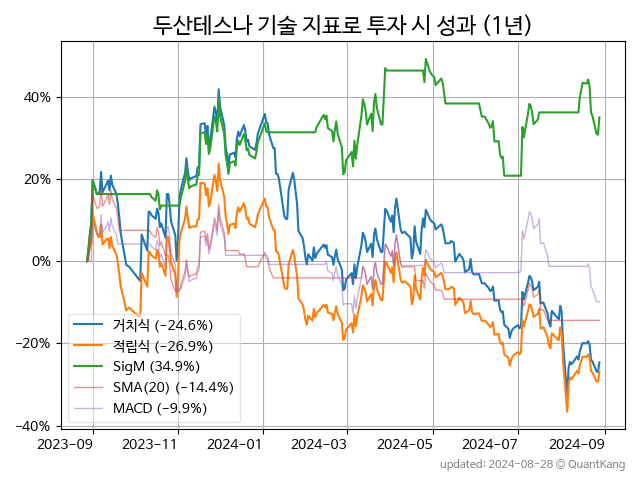 두산테스나 기술 지표로 투자 시 성과 (1년)
40%
20%
0%
−20%
−40%
거치식 (−24.6%)
적립식 (−26.9%)
SigM (34.9%)
SMA(20) (−14.4%)
MACD (−9.9%)
2023−09 2023−11 2024−01 2024−03 2024−05 2024−07 2024−09
updated: 2024−08−28 © QuantKang